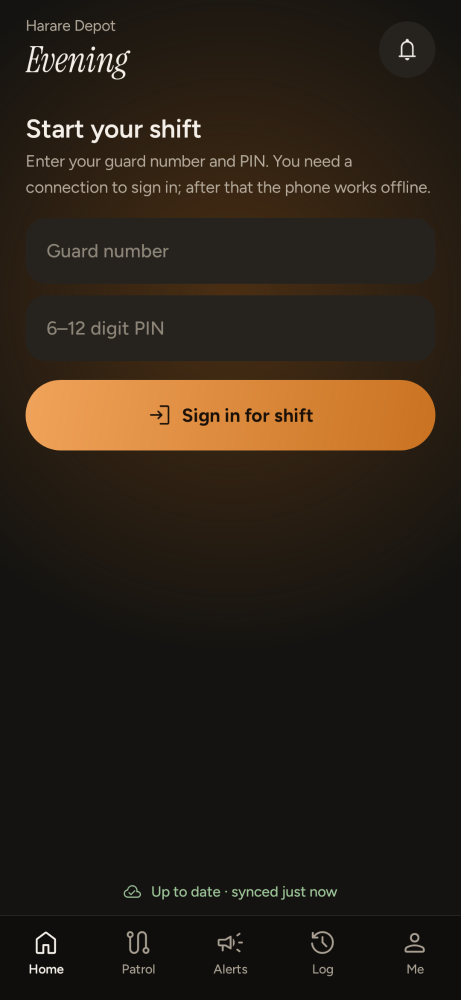 Harare Depot
Evening
Start your shift
Enter your guard number and PIN. You need a
connection to sign in; after that the phone works offline.
Guard number
6–12 digit PIN
Sign in for shift
Up to date · synced just now
Home
Patrol
Alerts
Log
Me